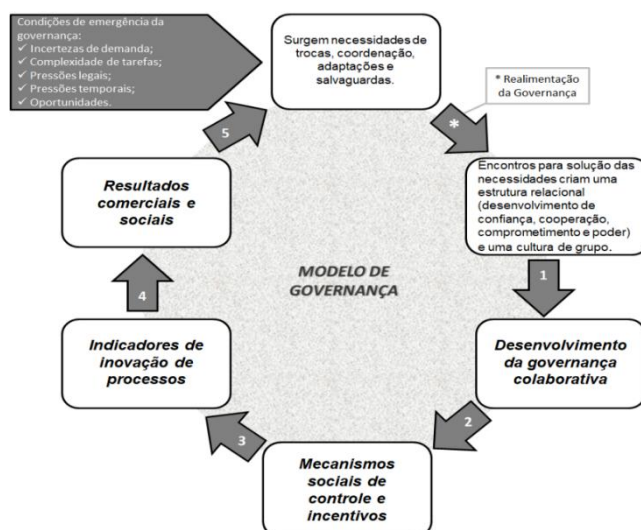 Condições de emergência da
governança:
✓ Incertezas de demanda;
✓ Complexidade de tarefas;
✓ Pressões legais;
✓ Pressões temporais;
✓ Oportunidades.
Surgem necessidades de
trocas, coordenação,
adaptações e
salvaguardas.
* Realimentação
da Governança
*
Encontros para solução das
necessidades criam uma
estrutura relacional
(desenvolvimento de
confiança, cooperação,
comprometimento e poder)
e uma cultura de grupo.
1
Desenvolvimento
da governança
colaborativa
2
Mecanismos
sociais de
controle e
incentivos
3
Indicadores de
inovação de
processos
4
Resultados
comerciais e
sociais
5
MODELO DE
GOVERNANÇA